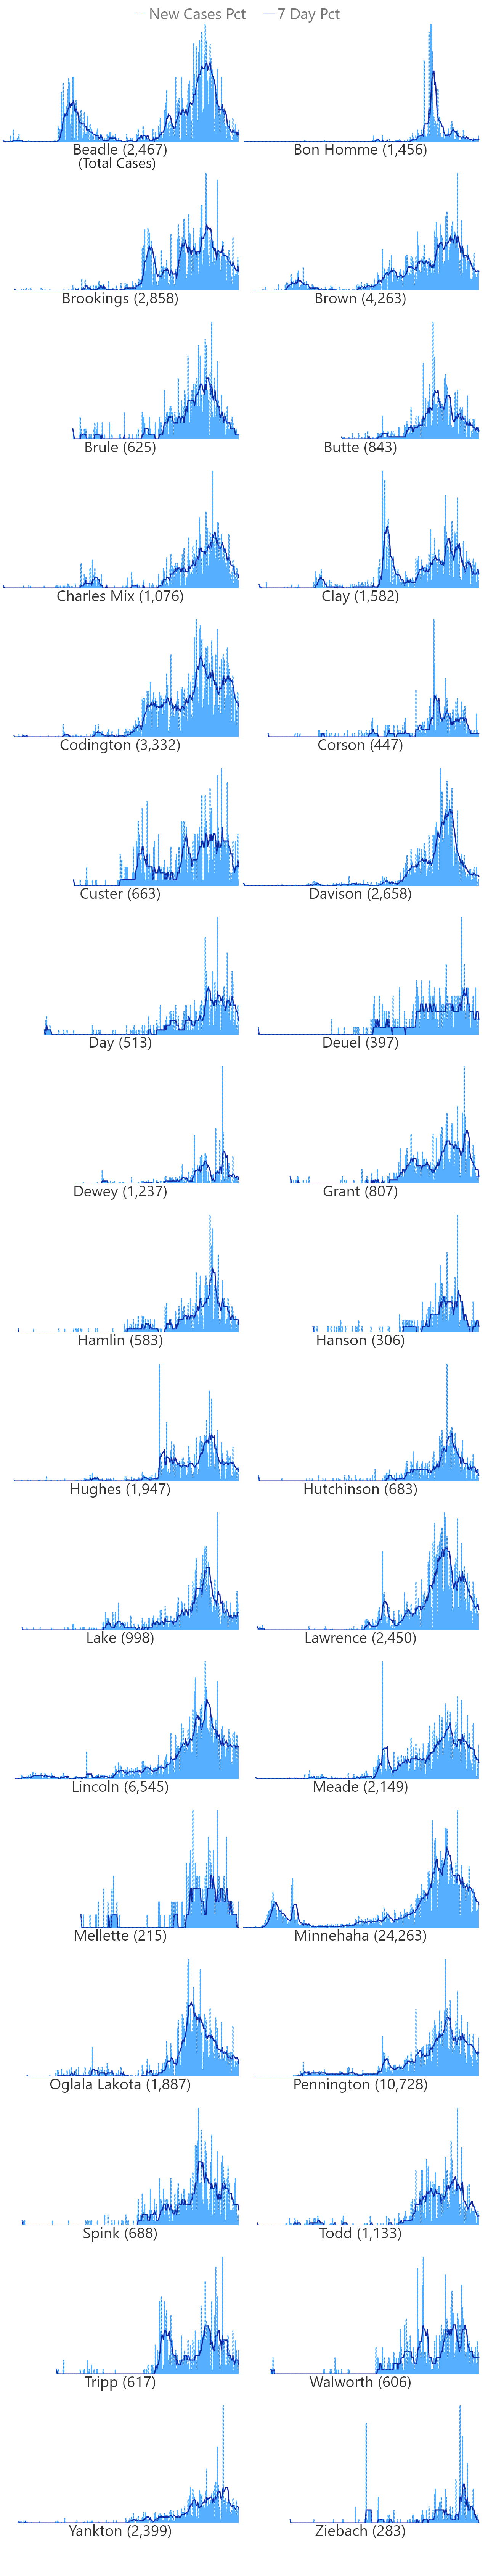 New Cases Pct 7 Day Pct
Beadle (2,467) Bon Homme (1,456)
(Total Cases)
Brookings (2,858) Brown (4,263)
Brule (625) Butte (843)
Charles Mix (1,076) Clay (1,582)
Codington (3,332) Corson (447)
Custer (663) Davison (2,658)
Day (513) Deuel (397)
Dewey (1,237) Grant (807)
Hamlin (583) Hanson (306)
Hughes (1,947) Hutchinson (683)
Lake (998) Lawrence (2,450)
Lincoln (6,545) Meade (2,149)
Mellette (215) Minnehaha (24,263)
Oglala Lakota (1,887) Pennington (10,728)
Spink (688) Todd (1,133)
Tripp (617) Walworth (606)
Yankton (2,399) Ziebach (283)